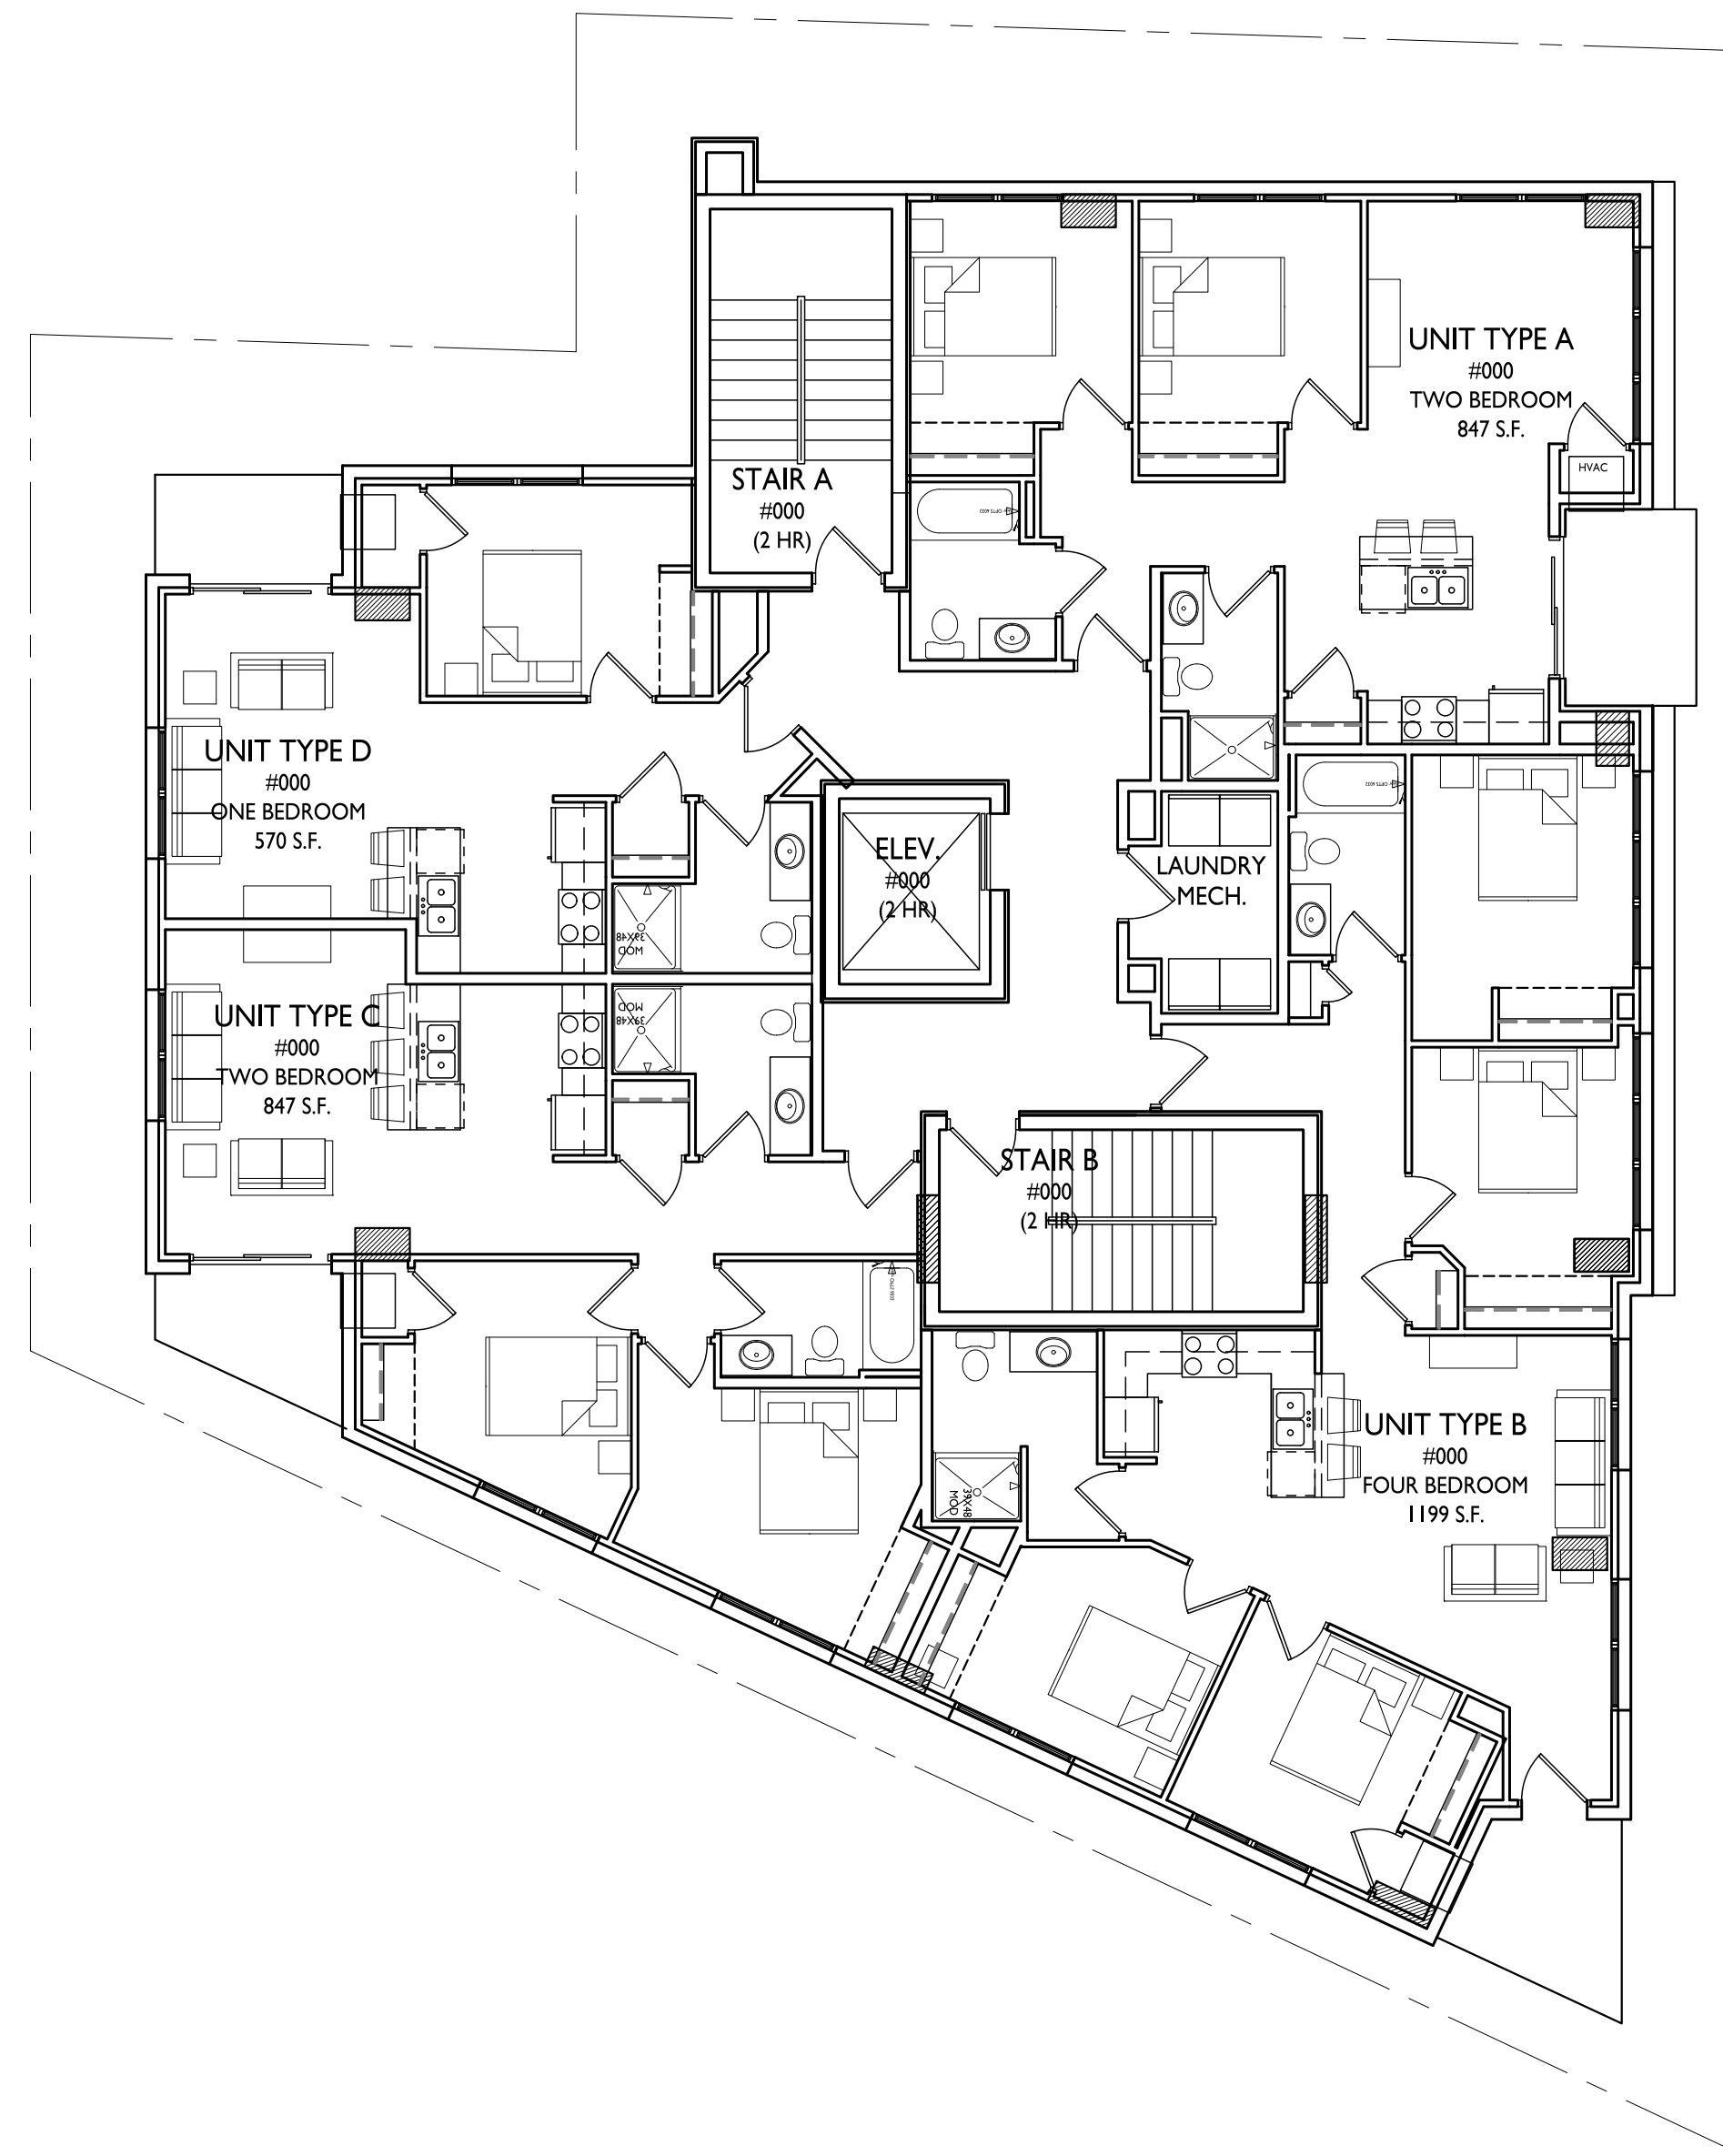 UNIT TYPE A
#000
TWO BEDROOM
847 S.F.
HVAC
STAIR A
#000
(2 HR)
UNIT TYPE D
#000
ONE BEDROOM
570 S.F.
ELEV.
#000
(2 HR)
LAUNDRY
MECH.
39X48
MOD
UNIT TYPE C
#000
TWO BEDROOM
847 S.F.
39X48
MOD
STAIR B
#000
(2 HR)
UNIT TYPE B
#000
FOUR BEDROOM
1199 S.F.
39X48
MOD